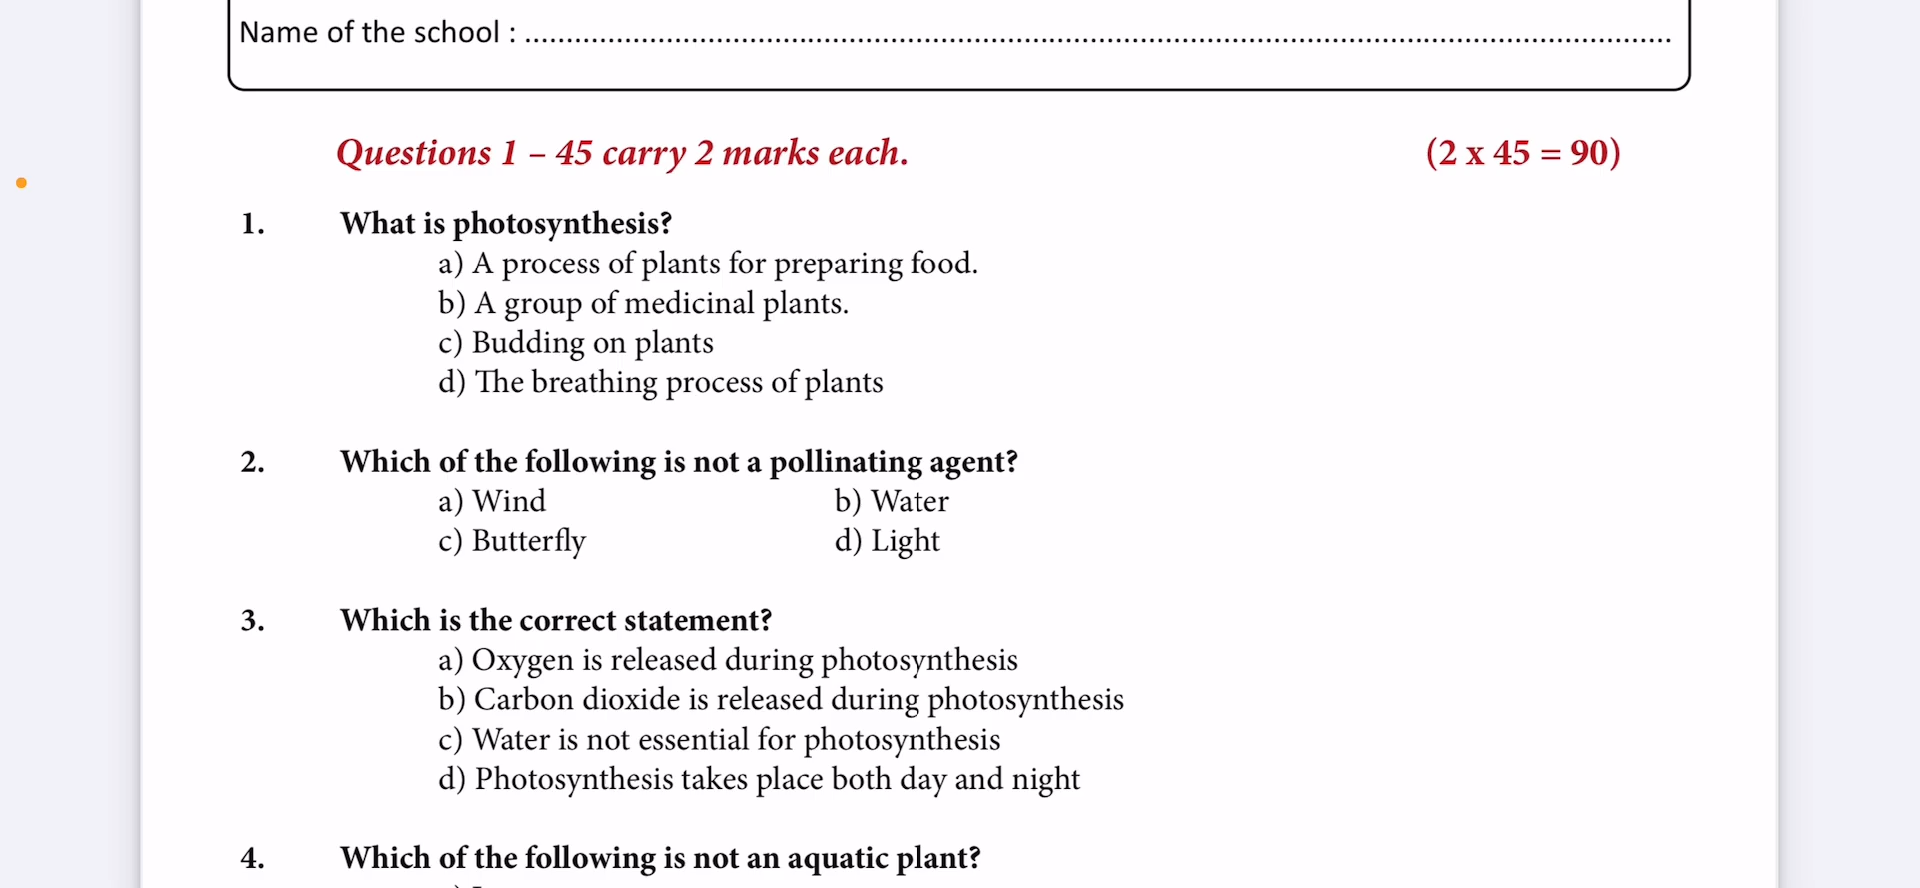 Name of the school : ................................................................................................................................................
Questions 1 – 45 carry 2 marks each. (2 x 45 = 90)
1. What is photosynthesis?
a) A process of plants for preparing food.
b) A group of medicinal plants.
c) Budding on plants
d) The breathing process of plants
2. Which of the following is not a pollinating agent?
a) Wind b) Water
c) Butterfly d) Light
3. Which is the correct statement?
a) Oxygen is released during photosynthesis
b) Carbon dioxide is released during photosynthesis
c) Water is not essential for photosynthesis
d) Photosynthesis takes place both day and night
4. Which of the following is not an aquatic plant?